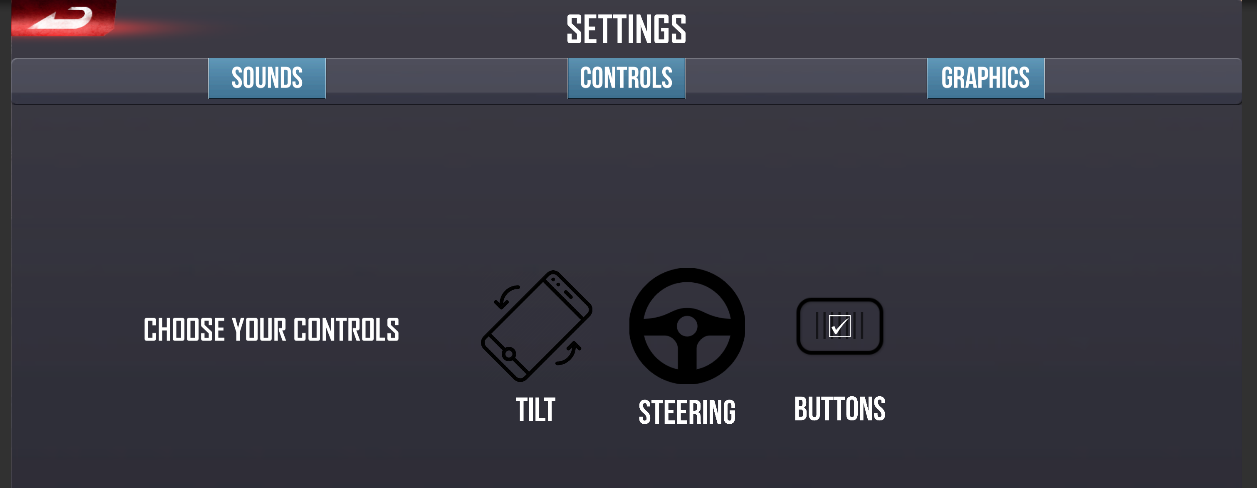 SETTINGS
SOUNDS
CONTROLS
GRAPHICS
CHOOSE YOUR CONTROLS
TILT
STEERING
BUTTONS